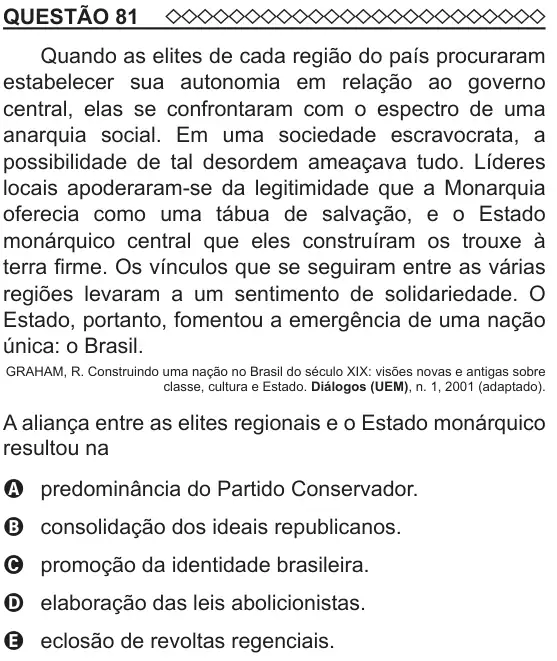 QUESTÃO 81
Quando as elites de cada região do país procuraram
estabelecer sua autonomia em relação ao governo
central, elas se confrontaram com o espectro de uma
anarquia social. Em uma sociedade escravocrata, a
possibilidade de tal desordem ameaçava tudo. Líderes
locais apoderaram-se da legitimidade que a Monarquia
oferecia como uma tábua de salvação, e o Estado
monárquico central que eles construíram os trouxe à
terra firme. Os vínculos que se seguiram entre as várias
regiões levaram a um sentimento de solidariedade. O
Estado, portanto, fomentou a emergência de uma nação
única: o Brasil.
GRAHAM, R. Construindo uma nação no Brasil do século XIX: visões novas e antigas sobre
classe, cultura e Estado. Diálogos (UEM), n. 1, 2001 (adaptado).
A aliança entre as elites regionais e o Estado monárquico
resultou na
A predominância do Partido Conservador.
B consolidação dos ideais republicanos.
C promoção da identidade brasileira.
D elaboração das leis abolicionistas.
E eclosão de revoltas regenciais.